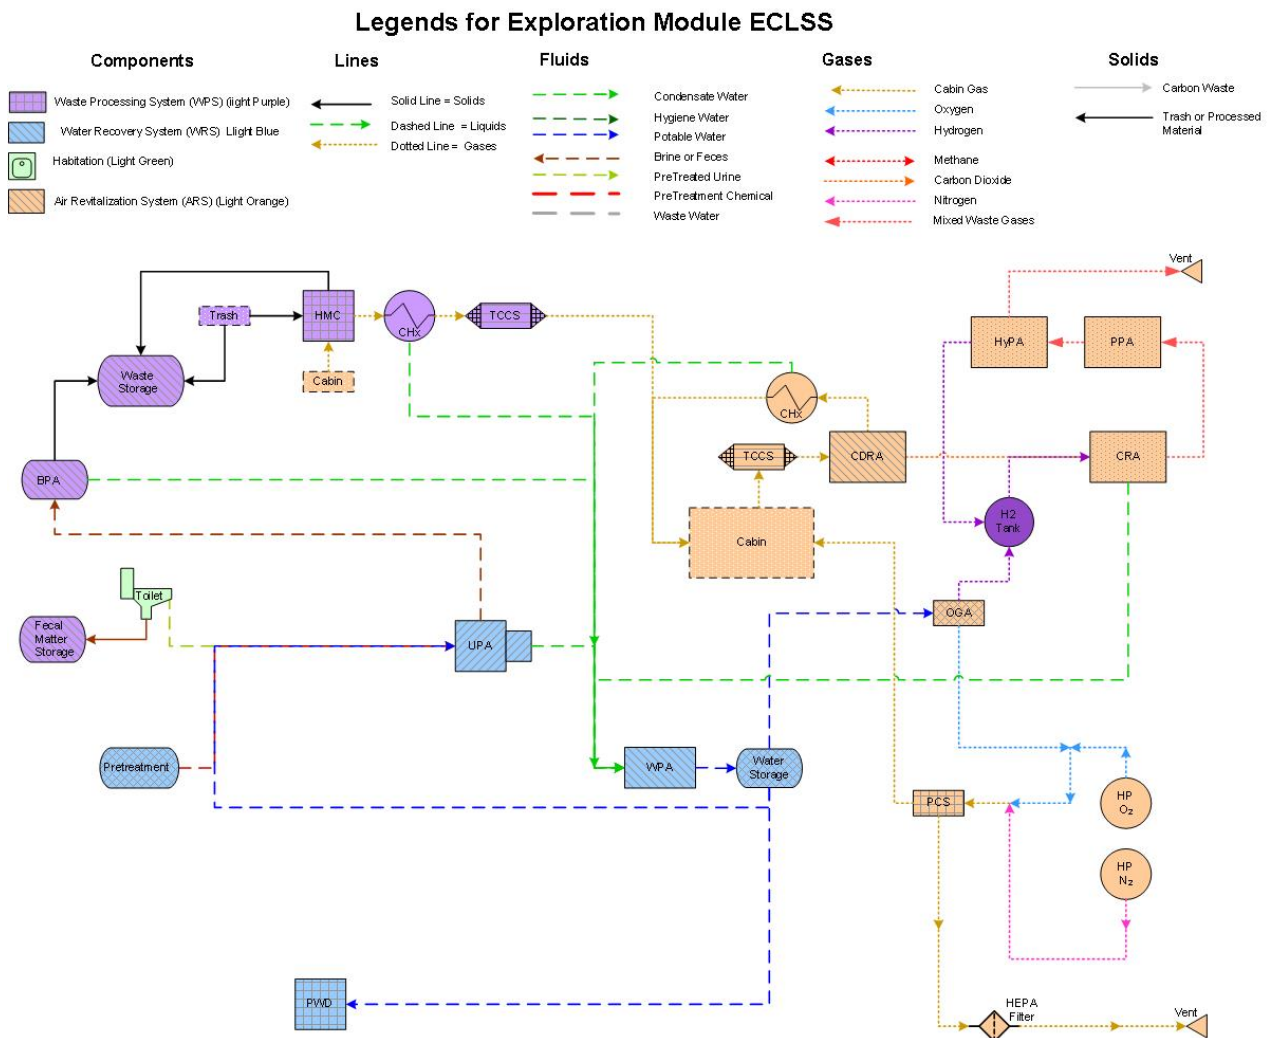 Legends for Exploration Module ECLSS
Components
Lines
Fluids
Gases
Solids
Waste Processing System (WPS) (light Purple)
Water Recovery System (WRS) Llight Blue
Habitation (Light Green)
Air Revitalization System (ARS) (Light Orange)
Solid Line = Solids
Dashed Line = Liquids
Dotted Line = Gases
Condensate Water
Hygiene Water
Potable Water
Brine or Feces
PreTreated Urine
PreTreatment Chemical
Waste Water
Cabin Gas
Oxygen
Hydrogen
Methane
Carbon Dioxide
Nitrogen
Mixed Waste Gases
Carbon Waste
Trash or Processed
Material
Vent
Trash
HMC
CHx
TCCS
HyPA
PPA
Waste
Storage
Cabin
CHx
BPA
TCCS
CDRA
CRA
H2
Tank
Cabin
Toilet
OGA
Fecal
Matter
Storage
UPA
Pretreatment
WPA
Water
Storage
PCS
HP
O2
HP
N2
PWD
HEPA
Filter
Vent